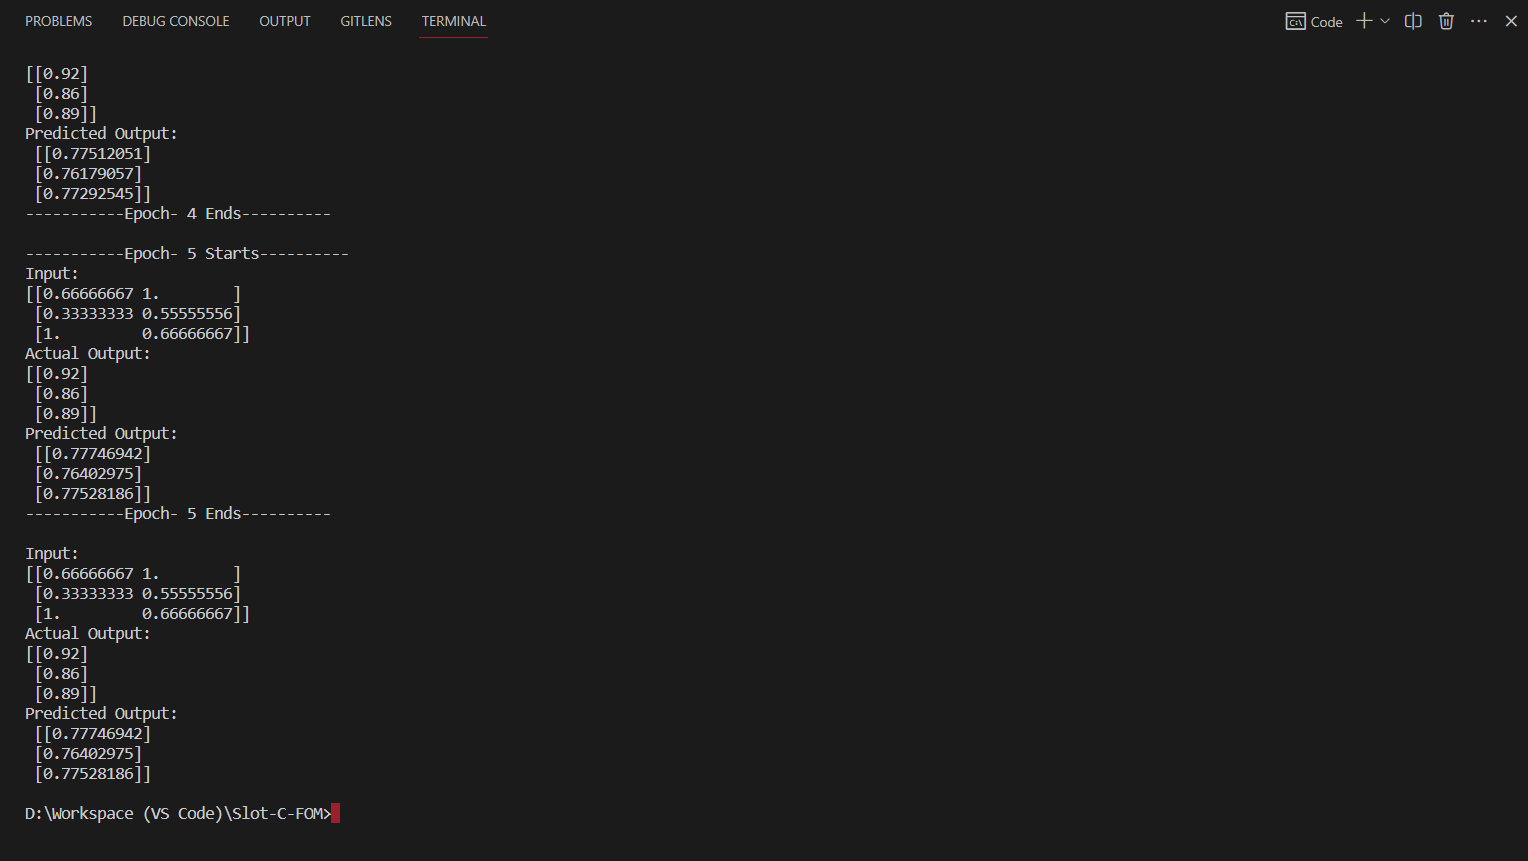 PROBLEMS DEBUG CONSOLE OUTPUT GITLENS TERMINAL Code
[[0.92]
 [0.86]
 [0.89]]
Predicted Output:
 [[0.77512051]
 [0.76179057]
 [0.77292545]]
-----------Epoch- 4 Ends----------
-----------Epoch- 5 Starts----------
Input:
[[0.66666667 1.        ]
 [0.33333333 0.55555556]
 [1.         0.66666667]]
Actual Output:
[[0.92]
 [0.86]
 [0.89]]
Predicted Output:
 [[0.77746942]
 [0.76402975]
 [0.77528186]]
-----------Epoch- 5 Ends----------
Input:
[[0.66666667 1.        ]
 [0.33333333 0.55555556]
 [1.         0.66666667]]
Actual Output:
[[0.92]
 [0.86]
 [0.89]]
Predicted Output:
 [[0.77746942]
 [0.76402975]
 [0.77528186]]
D:\Workspace (VS Code)\Slot-C-FOM>